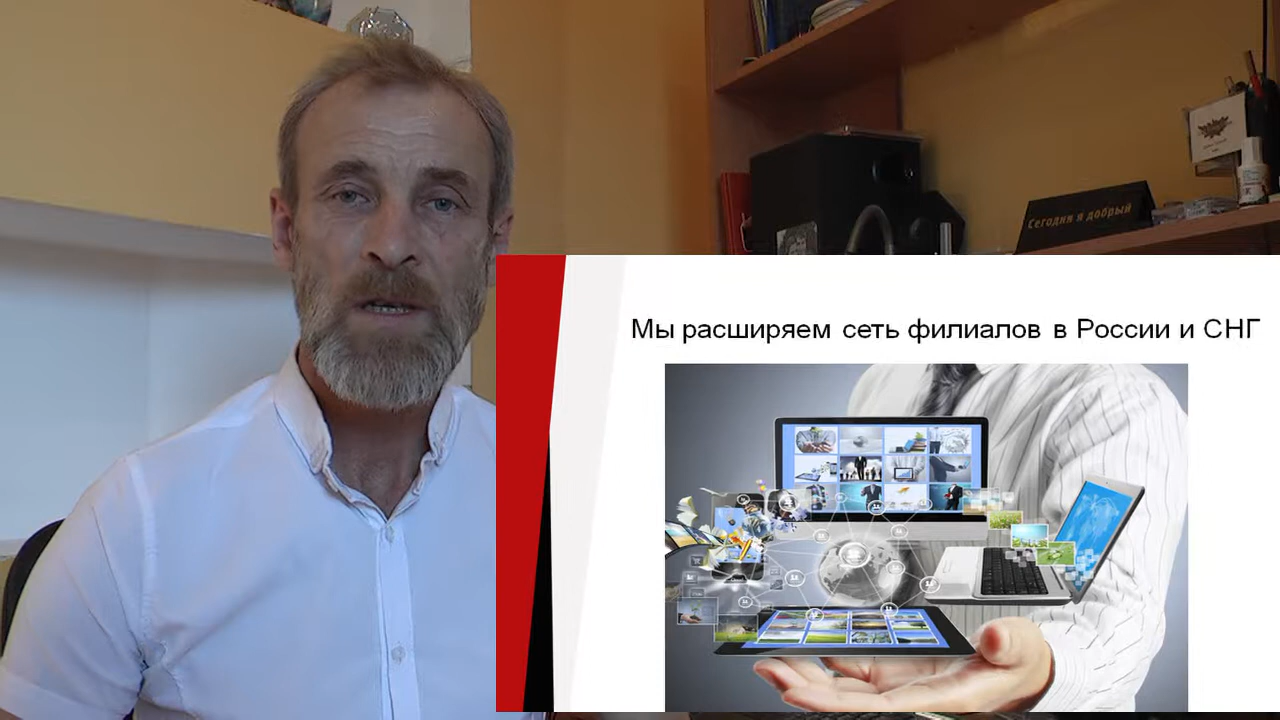 Сегодня я добрый
Мы расширяем сеть филиалов в России и СНГ